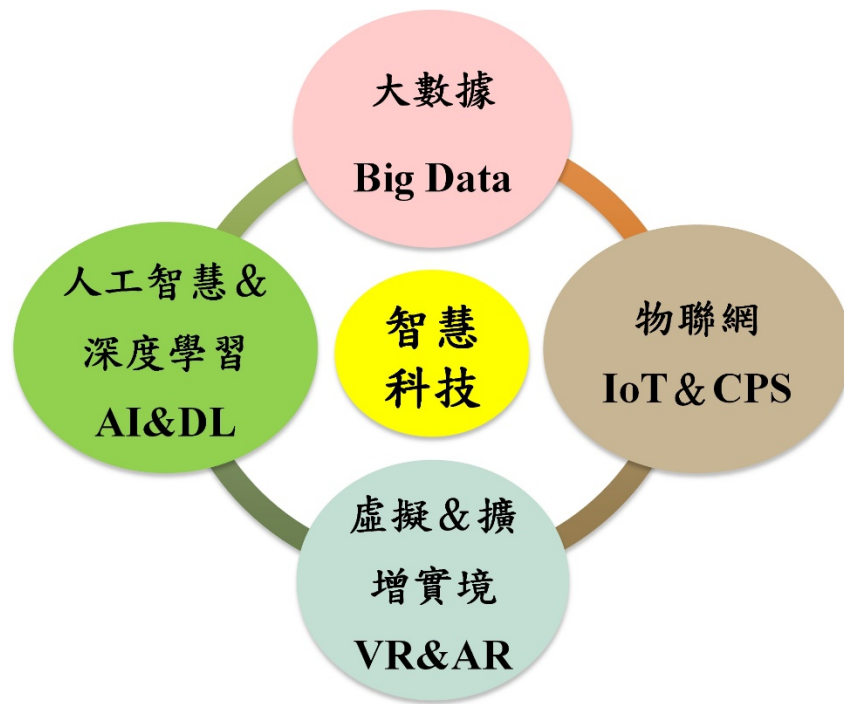 大數據
Big Data
人工智慧＆
深度學習
AI&DL
智慧
科技
物聯網
IoT＆CPS
虛擬＆擴
增實境
VR&AR